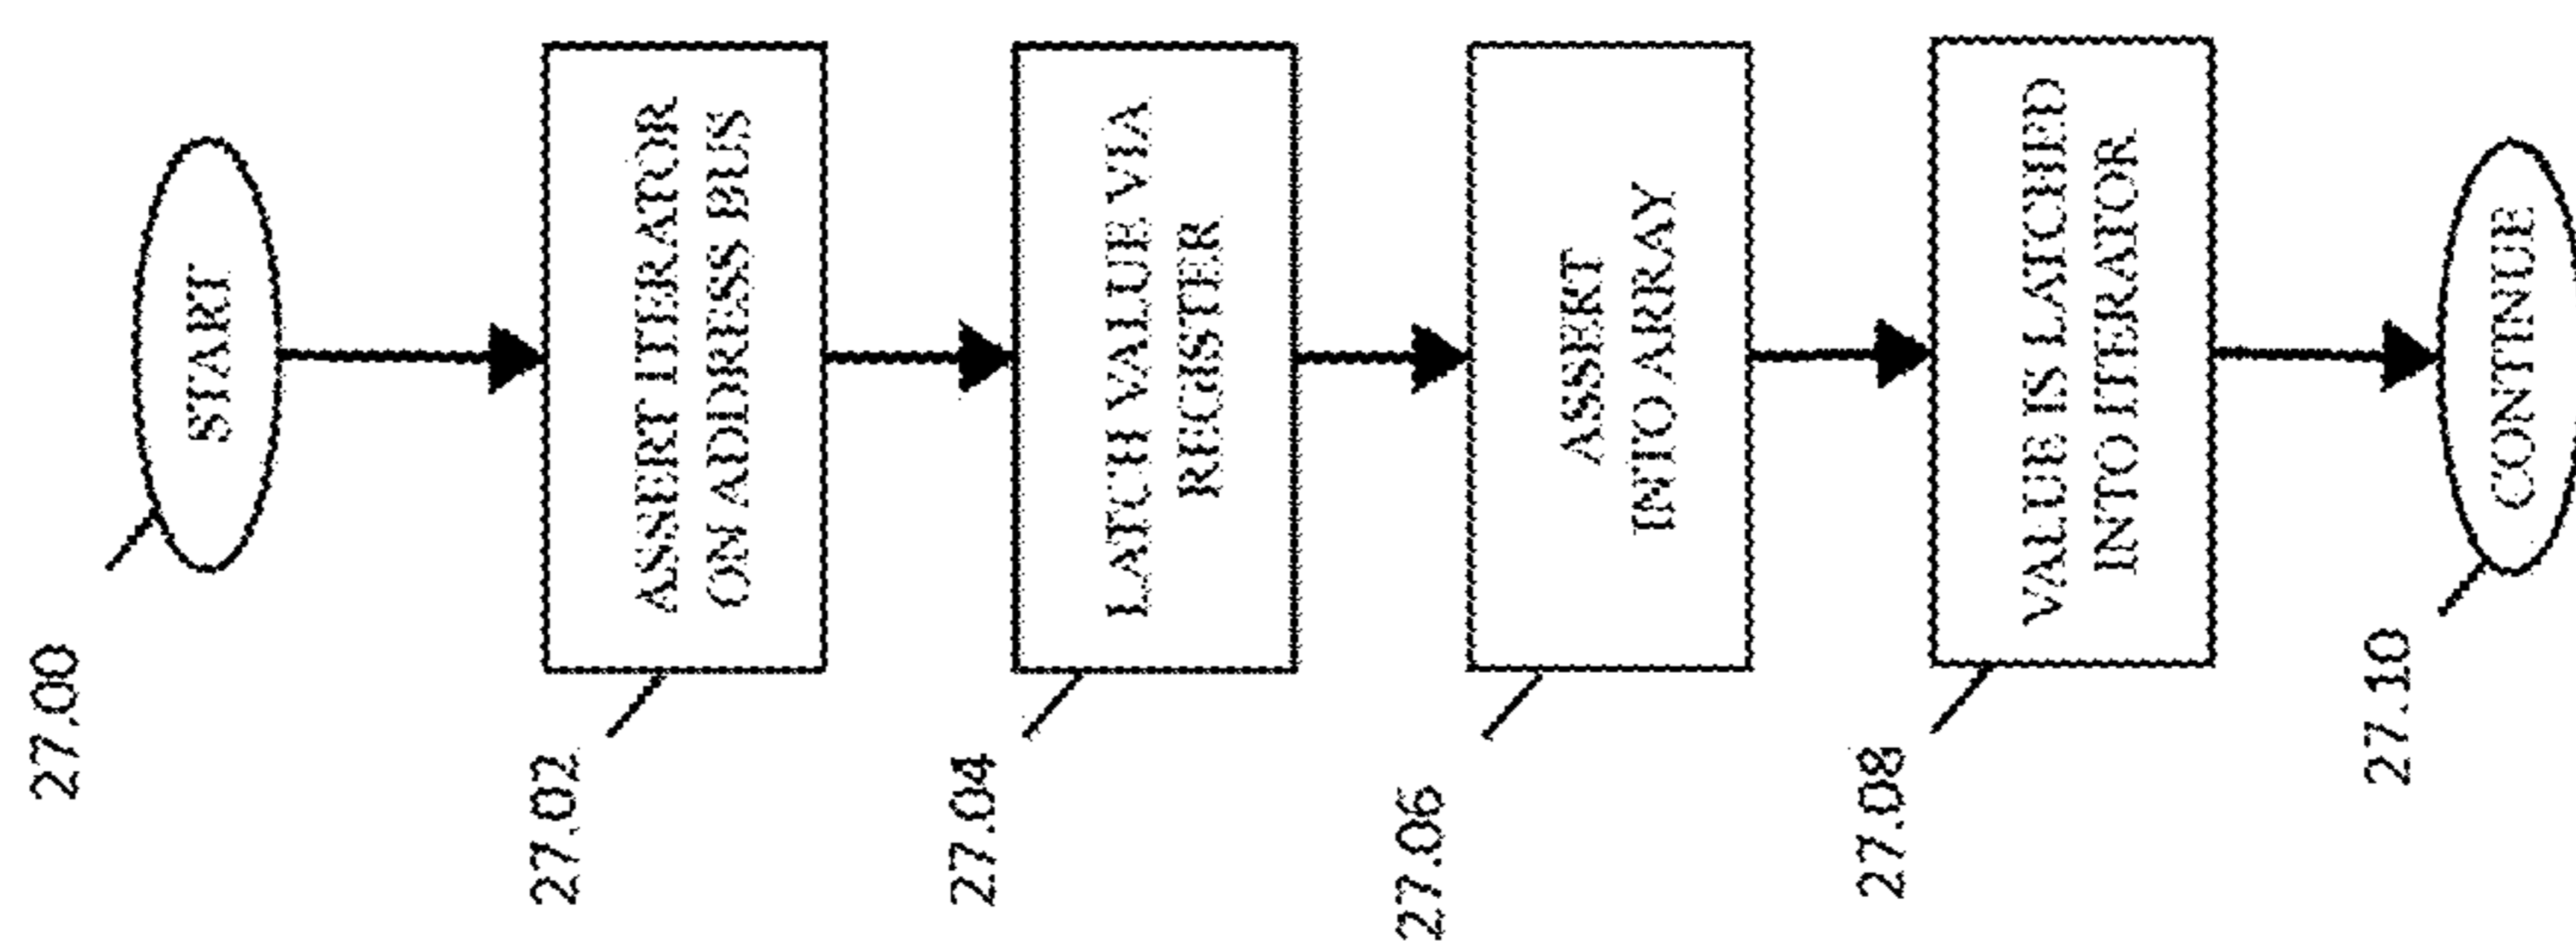 27.00
START
27.02
ASSERT ITERATOR
ON ADDRESS BUS
27.04
LATCH VALUE VIA
REGISTER
27.06
ASSERT
INTO ARRAY
27.08
VALUE IS LATCHED
INTO ITERATOR
27.10
CONTINUE